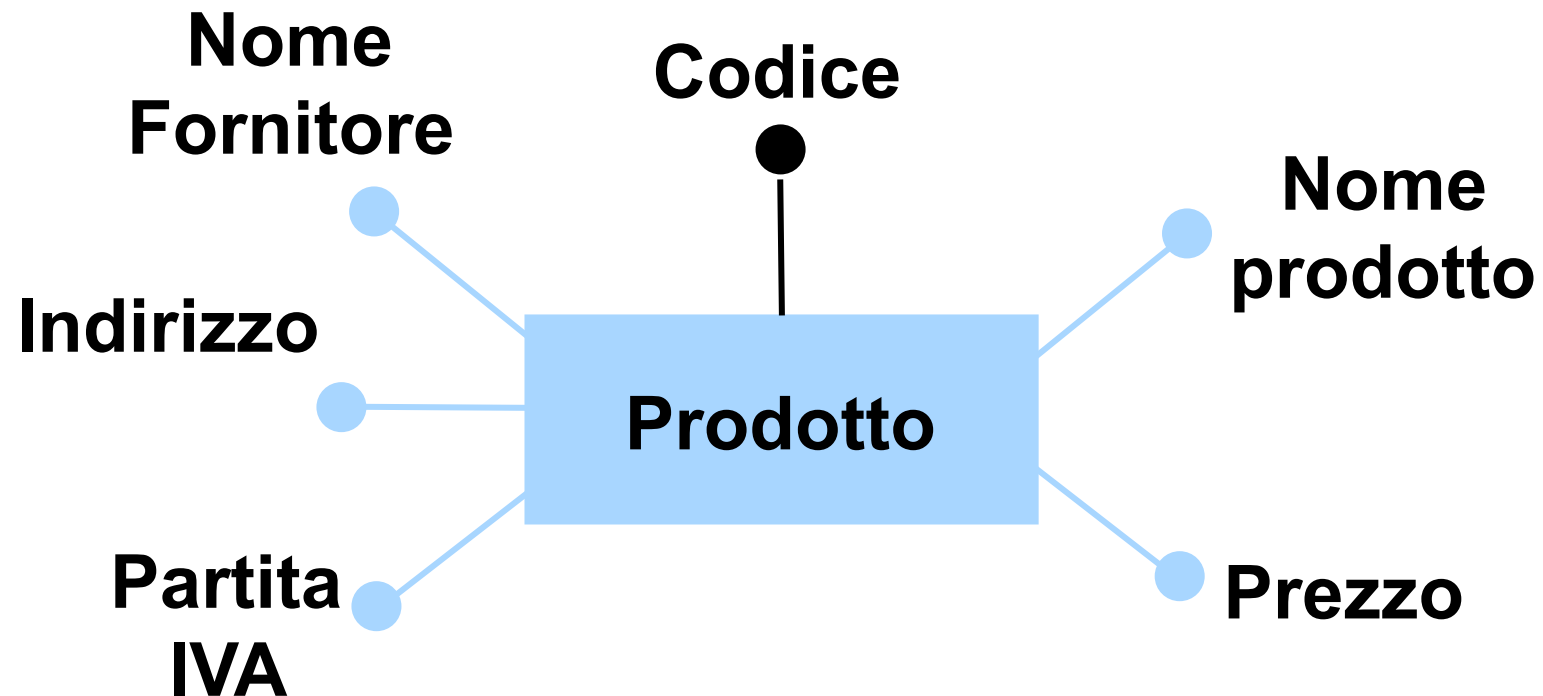 Nome
Fornitore
Codice
Nome
prodotto
Indirizzo
Prodotto
Partita
IVA
Prezzo